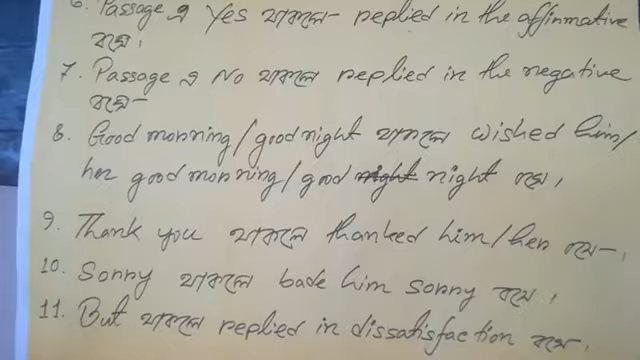 6. Passage এ Yes থাকলে- replied in the affirmative
বসে।
7. Passage এ No থাকলে replied in the negative
বসে-
8. Good morning/good night থাকলে wished him/
her good morning/good night night বসে,
9. Thank you থাকলে thanked him/her বসে-,
10. Sorry থাকলে bade him sorry বসে,
11. But থাকলে replied in dissatisfaction বসে,